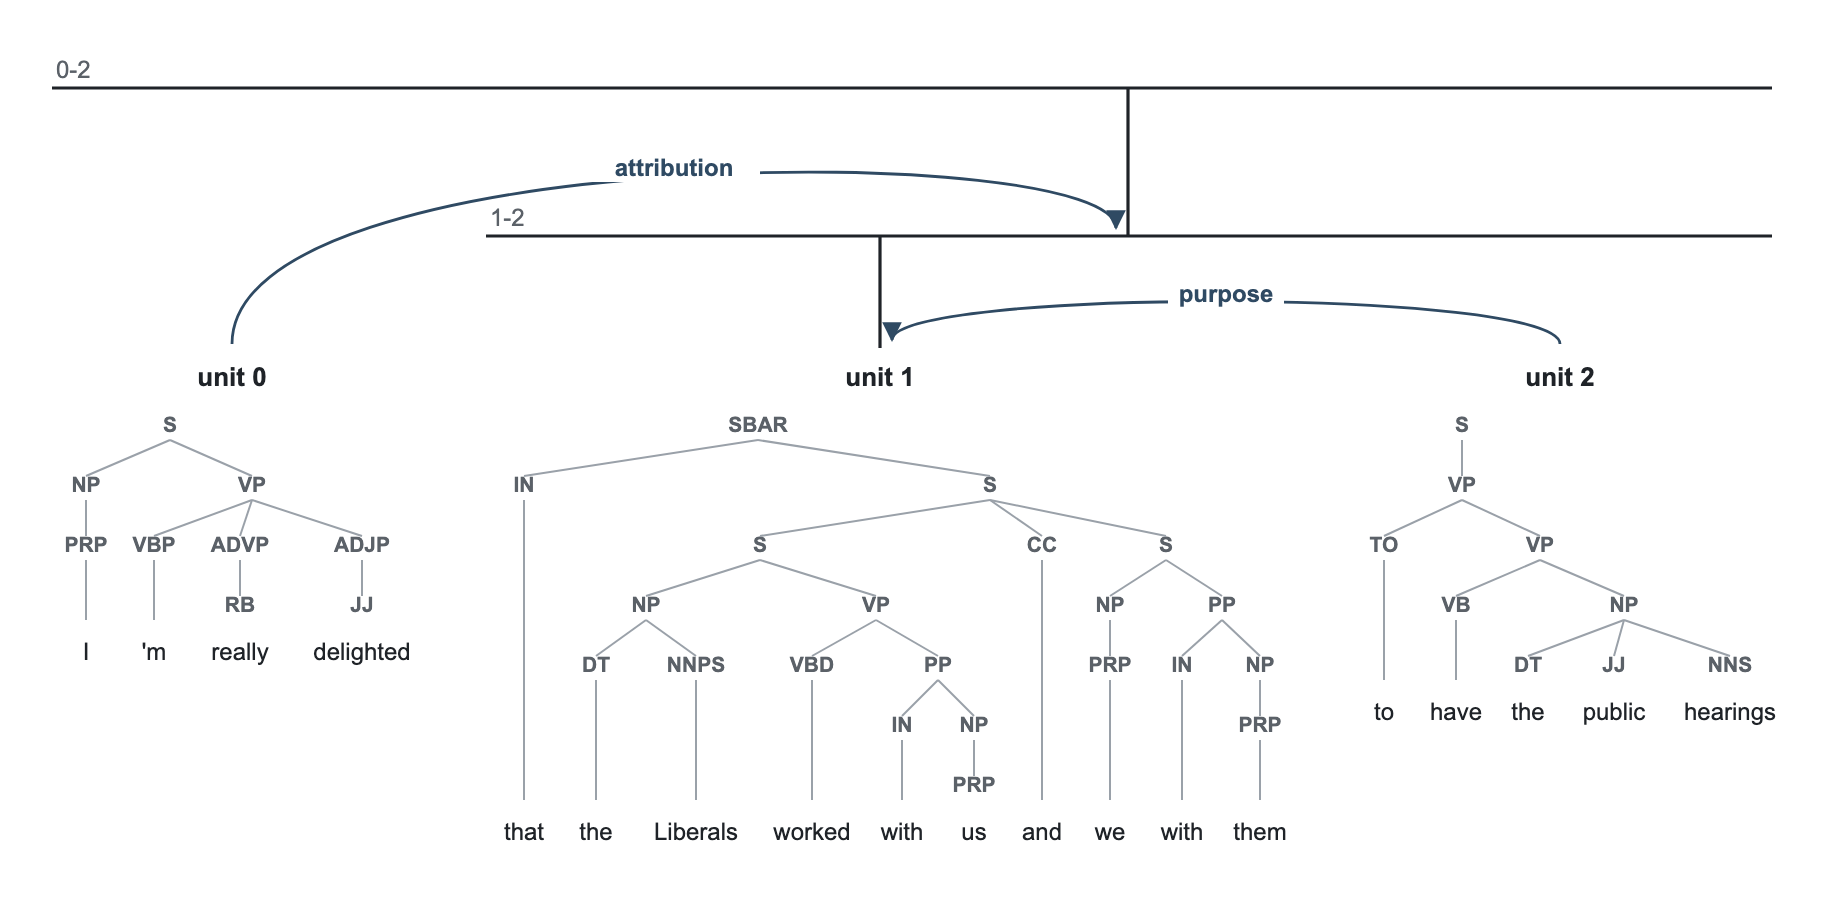 0-2
attribution
1-2
purpose
unit 0 unit 1 unit 2
S SBAR S
NP VP IN S VP
PRP VBP ADVP ADJP S CC S TO VP
RB JJ NP VP NP PP VB NP
I 'm really delighted
DT NNPS VBD PP PRP IN NP DT JJ NNS
to have the public hearings
IN NP PRP
PRP
that the Liberals worked with us and we with them